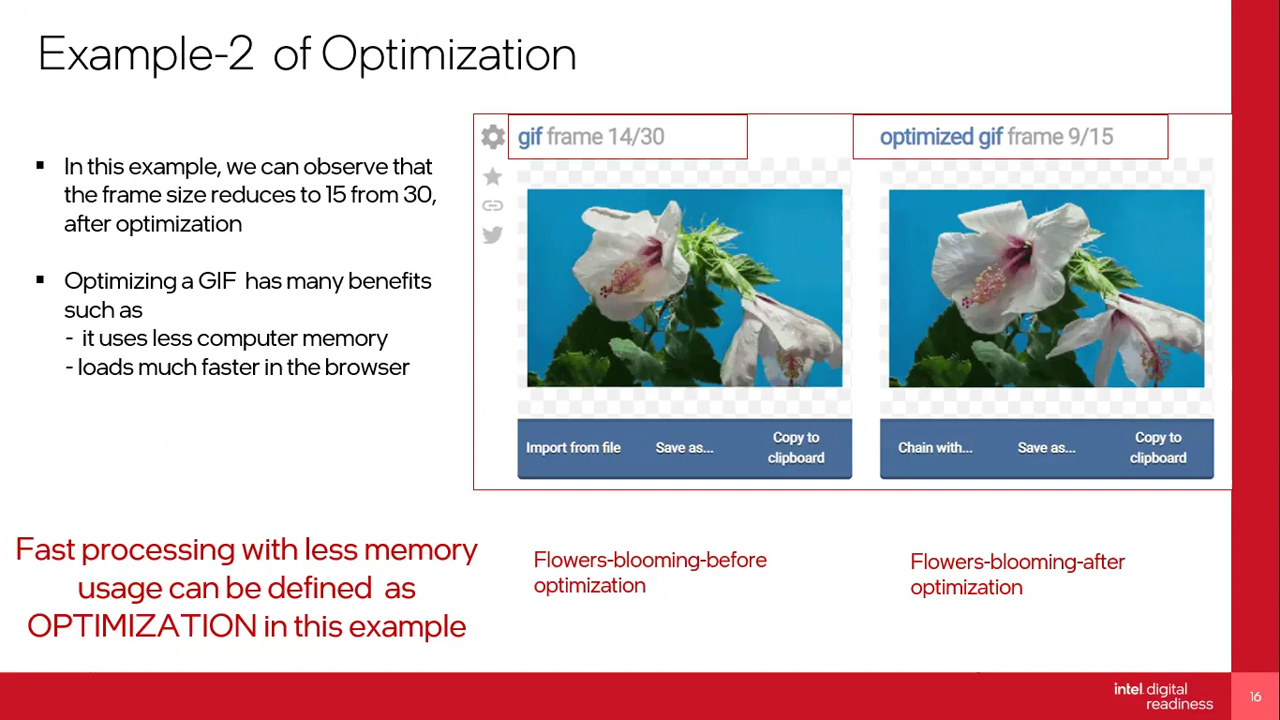 Example-2 of Optimization
▪ In this example, we can observe that
the frame size reduces to 15 from 30,
after optimization
▪ Optimizing a GIF has many benefits
such as
- it uses less computer memory
- loads much faster in the browser
Fast processing with less memory
usage can be defined as
OPTIMIZATION in this example
gif frame 14/30
optimized gif frame 9/15
Import from file
Save as...
Copy to
clipboard
Chain with...
Save as...
Copy to
clipboard
Flowers-blooming-before
optimization
Flowers-blooming-after
optimization
intel. digital
readiness
16